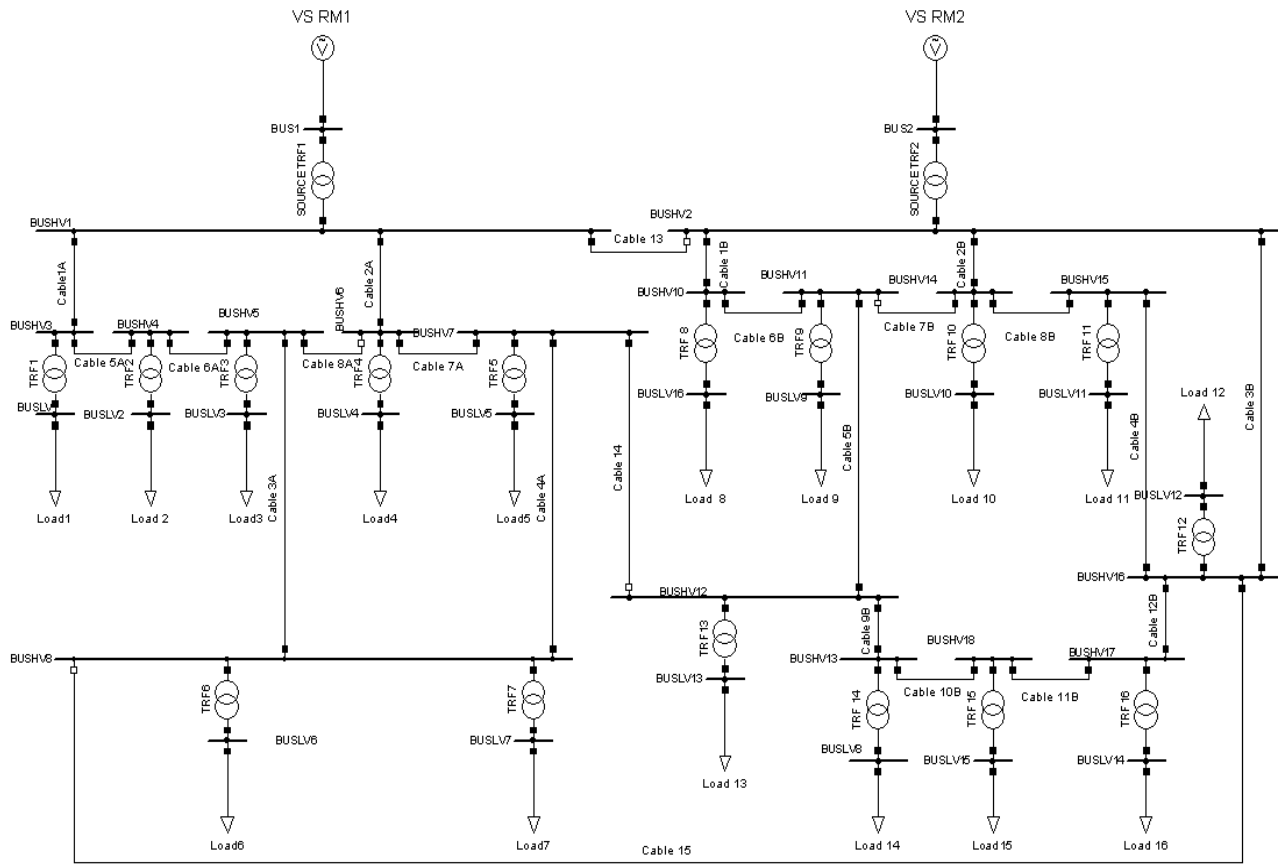 VS RM1
VS RM2
BUS1
BUS2
SOURCE TRF1
SOURCE TRF2
BUSHV1
BUSHV2
Cable 13
Cable1A
Cable 2A
Cable 1B
Cable 2B
Cable 3B
BUSHV10
BUSHV11
BUSHV14
BUSHV15
Cable 6B
Cable 7B
Cable 8B
BUSHV3
BUSHV4
BUSHV5
BUSHV6
BUSHV7
Cable 5A
Cable 6A
Cable 8A
Cable 7A
TRF1
TRF2
TRF3
TRF4
TRF5
TRF 8
TRF9
TRF 10
TRF 11
BUSLV
BUSLV2
BUSLV3
BUSLV4
BUSLV5
BUSLV16
BUSLV9
BUSLV10
BUSLV11
Load 12
Cable 3A
Cable 4A
Cable 14
Cable 5B
Cable 4B
Load1
Load 2
Load3
Load4
Load5
Load 8
Load 9
Load 10
Load 11
BUSLV12
TRF12
BUSHV16
BUSHV12
Cable 9B
Cable 12B
TRF13
BUSHV8
BUSHV13
BUSHV18
BUSHV17
BUSLV13
Cable 10B
Cable 11B
TRF6
TRF7
TRF 14
TRF 15
TRF 16
BUSLV6
BUSLV7
BUSLV8
BUSLV15
BUSLV14
Load 13
Load6
Load7
Load 14
Load15
Load 16
Cable 15